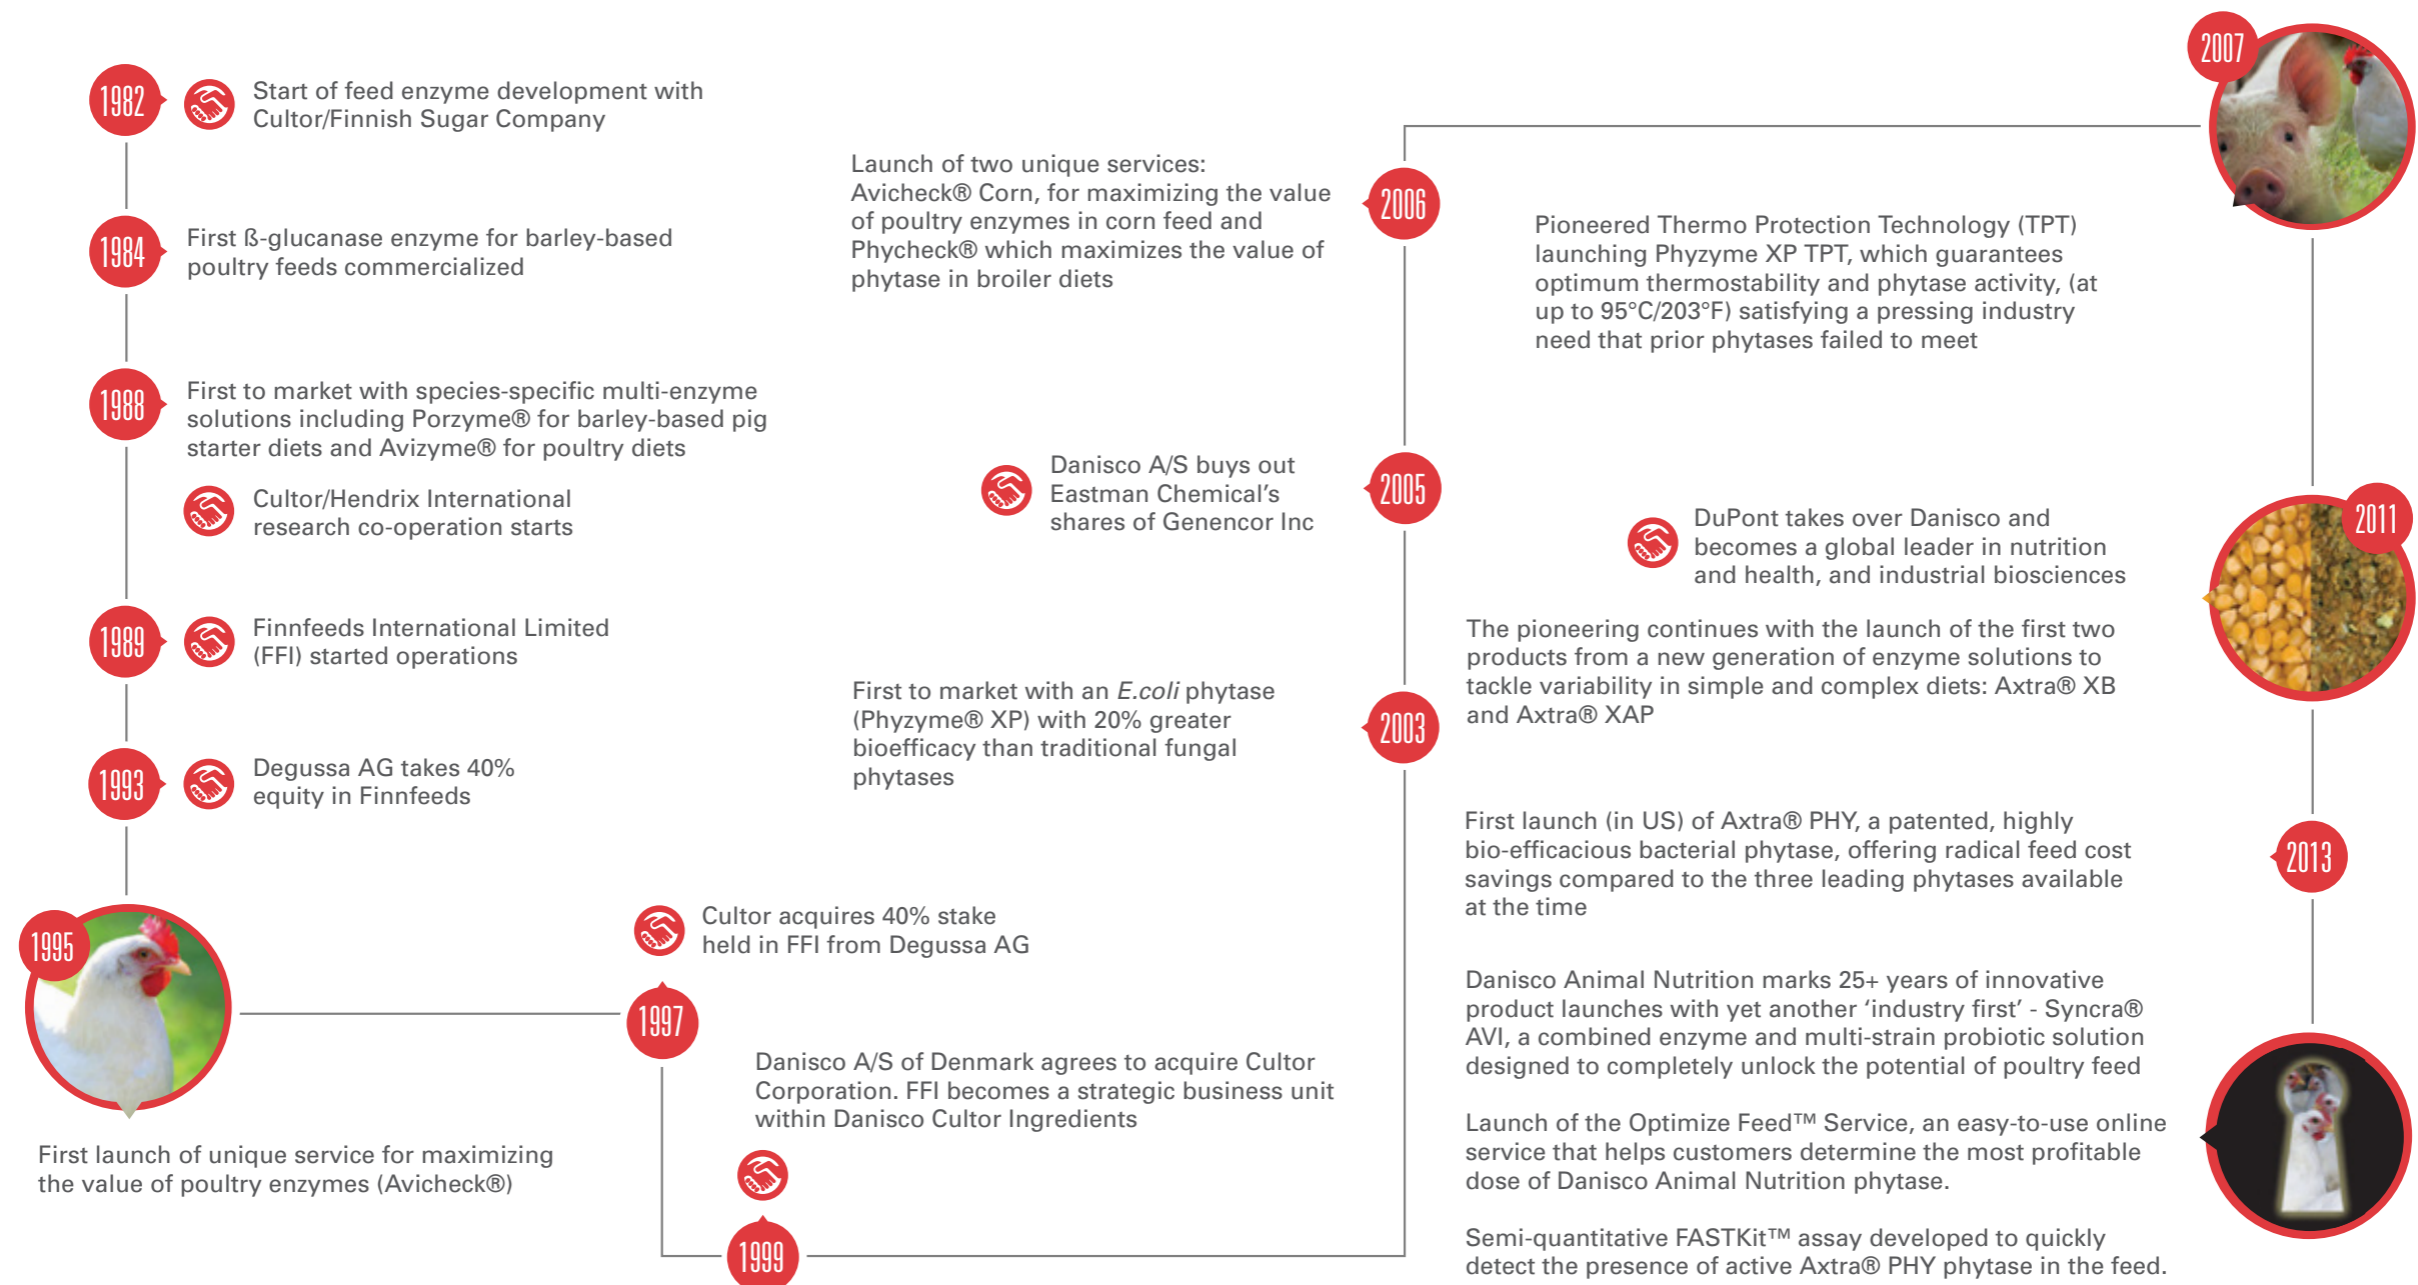 1982
Start of feed enzyme development with
Cultor/Finnish Sugar Company
1984
First ß-glucanase enzyme for barley-based
poultry feeds commercialized
1988
First to market with species-specific multi-enzyme
solutions including Porzyme® for barley-based pig
starter diets and Avizyme® for poultry diets
Cultor/Hendrix International
research co-operation starts
1989
Finnfeeds International Limited
(FFI) started operations
1993
Degussa AG takes 40%
equity in Finnfeeds
1995
First launch of unique service for maximizing
the value of poultry enzymes (Avicheck®)
Cultor acquires 40% stake
held in FFI from Degussa AG
1997
Danisco A/S of Denmark agrees to acquire Cultor
Corporation. FFI becomes a strategic business unit
within Danisco Cultor Ingredients
1999
First to market with an E.coli phytase
(Phyzyme® XP) with 20% greater
bioefficacy than traditional fungal
phytases
2003
Danisco A/S buys out
Eastman Chemical’s
shares of Genencor Inc
2005
Launch of two unique services:
Avicheck® Corn, for maximizing the value
of poultry enzymes in corn feed and
Phycheck® which maximizes the value of
phytase in broiler diets
2006
2007
Pioneered Thermo Protection Technology (TPT)
launching Phyzyme XP TPT, which guarantees
optimum thermostability and phytase activity, (at
up to 95°C/203°F) satisfying a pressing industry
need that prior phytases failed to meet
2011
DuPont takes over Danisco and
becomes a global leader in nutrition
and health, and industrial biosciences
The pioneering continues with the launch of the first two
products from a new generation of enzyme solutions to
tackle variability in simple and complex diets: Axtra® XB
and Axtra® XAP
First launch (in US) of Axtra® PHY, a patented, highly
bio-efficacious bacterial phytase, offering radical feed cost
savings compared to the three leading phytases available
at the time
2013
Danisco Animal Nutrition marks 25+ years of innovative
product launches with yet another ‘industry first’ - Syncra®
AVI, a combined enzyme and multi-strain probiotic solution
designed to completely unlock the potential of poultry feed
Launch of the Optimize Feed™ Service, an easy-to-use online
service that helps customers determine the most profitable
dose of Danisco Animal Nutrition phytase.
Semi-quantitative FASTKit™ assay developed to quickly
detect the presence of active Axtra® PHY phytase in the feed.